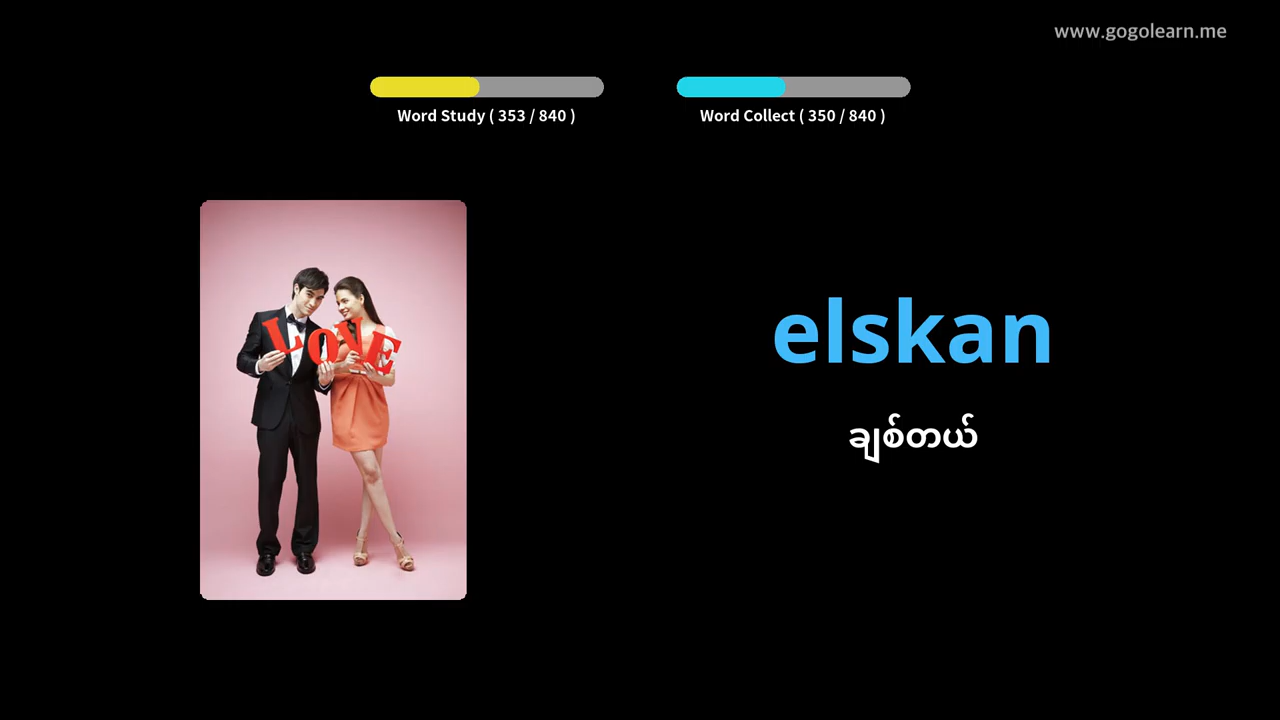 www.gogolearn.me
Word Study ( 353 / 840 )
Word Collect ( 350 / 840 )
LOVE
elskan
ချစ်တယ်